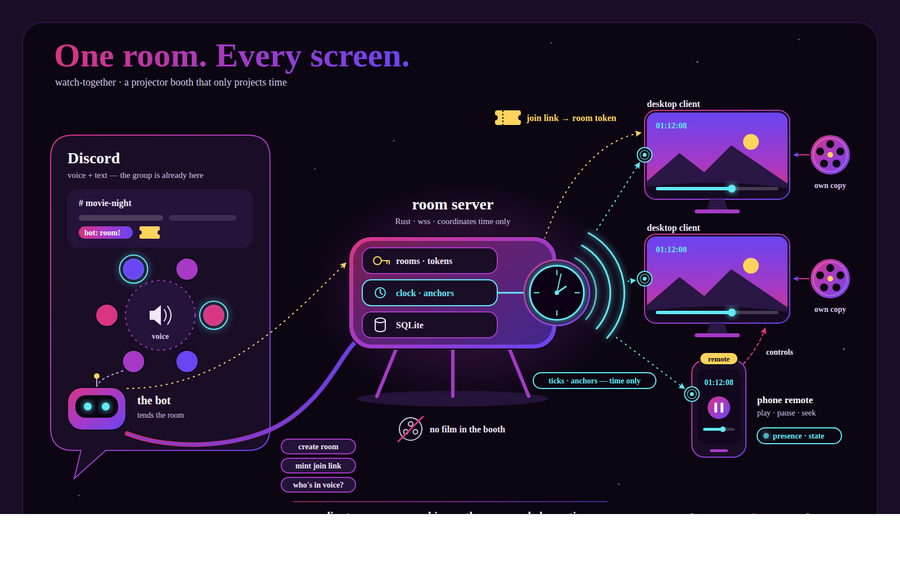 One room. Every screen.
watch-together · a projector booth that only projects time
Discord
voice + text — the group is already here
# movie-night
bot: room!
voice
the bot
tends the room
create room
mint join link
who's in voice?
room server
Rust · wss · coordinates time only
rooms · tokens
clock · anchors
SQLite
no film in the booth
join link → room token
ticks · anchors — time only
desktop client
01:12:08
own copy
desktop client
01:12:08
own copy
remote
01:12:08
controls
phone remote
play · pause · seek
presence · state